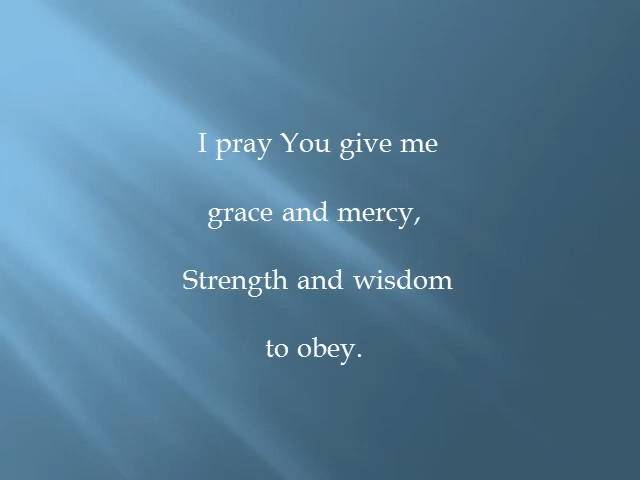 I pray You give me
grace and mercy,
Strength and wisdom
to obey.